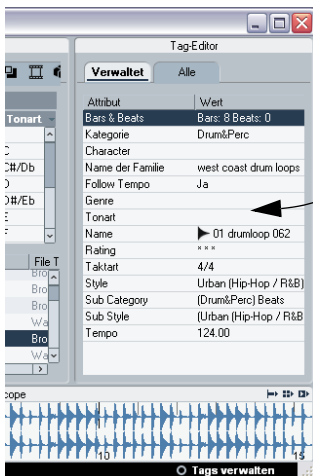 Tag-Editor
Verwaltet Alle
Attribut Wert
Bars & Beats Bars: 8 Beats: 0
Kategorie Drum&Perc
Character
Name der Familie west coast drum loops
Follow Tempo Ja
Genre
Tonart
Name 01 drumloop 062
Rating ***
Taktart 4/4
Style Urban (Hip-Hop / R&B)
Sub Category (Drum&Perc) Beats
Sub Style (Urban (Hip-Hop / R&B
Tempo 124.00
Tonart
C#/Db
D#/Eb
E
F
File T
Bro
Bro
Bro
Wa
Bro
Wa
cope
10 15
Tags verwalten